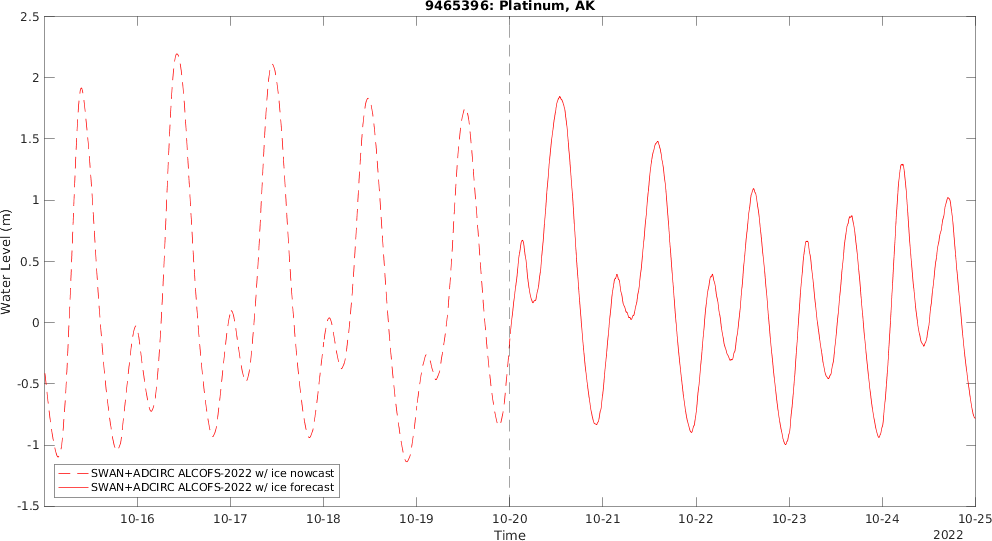 9465396: Platinum, AK
2.5
2
1.5
1
0.5
0
-0.5
-1
-1.5
Water Level (m)
SWAN+ADCIRC ALCOFS-2022 w/ ice nowcast
SWAN+ADCIRC ALCOFS-2022 w/ ice forecast
10-16 10-17 10-18 10-19 10-20 10-21 10-22 10-23 10-24 10-25
Time
2022